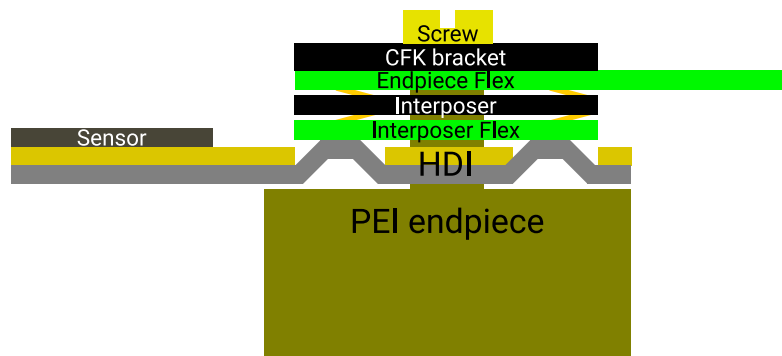 Screw
CFK bracket
Endpiece Flex
Interposer
Interposer Flex
Sensor
HDI
PEI endpiece